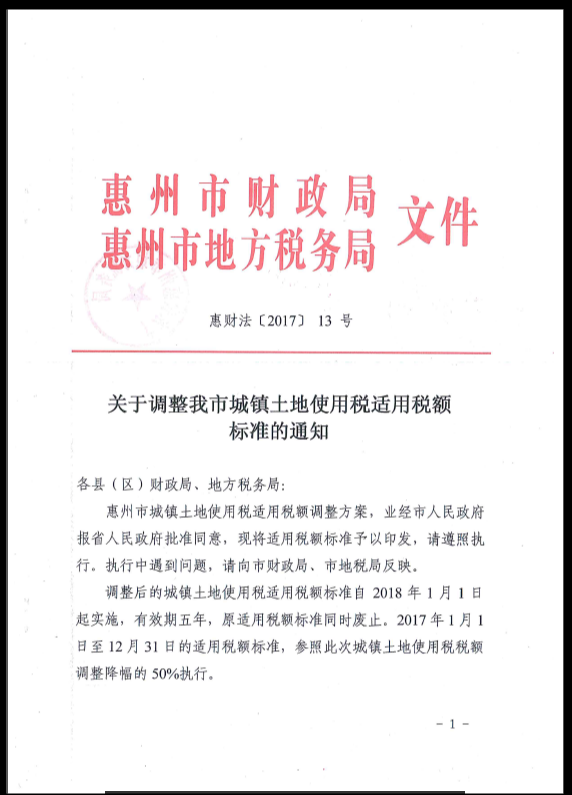 惠州市财政局
惠州市地方税务局
文件
惠财法〔2017〕 13 号
关于调整我市城镇土地使用税适用税额
标准的通知
各县（区）财政局、地方税务局：
惠州市城镇土地使用税适用税额调整方案，业经市人民政府
报省人民政府批准同意，现将适用税额标准予以印发，请遵照执
行。执行中遇到问题，请向市财政局、市地税局反映。
调整后的城镇土地使用税适用税额标准自 2018 年 1 月 1 日
起实施，有效期五年，原适用税额标准同时废止。2017 年 1 月 1
日至 12 月 31 日的适用税额标准，参照此次城镇土地使用税税额
调整降幅的 50%执行。
- 1 -